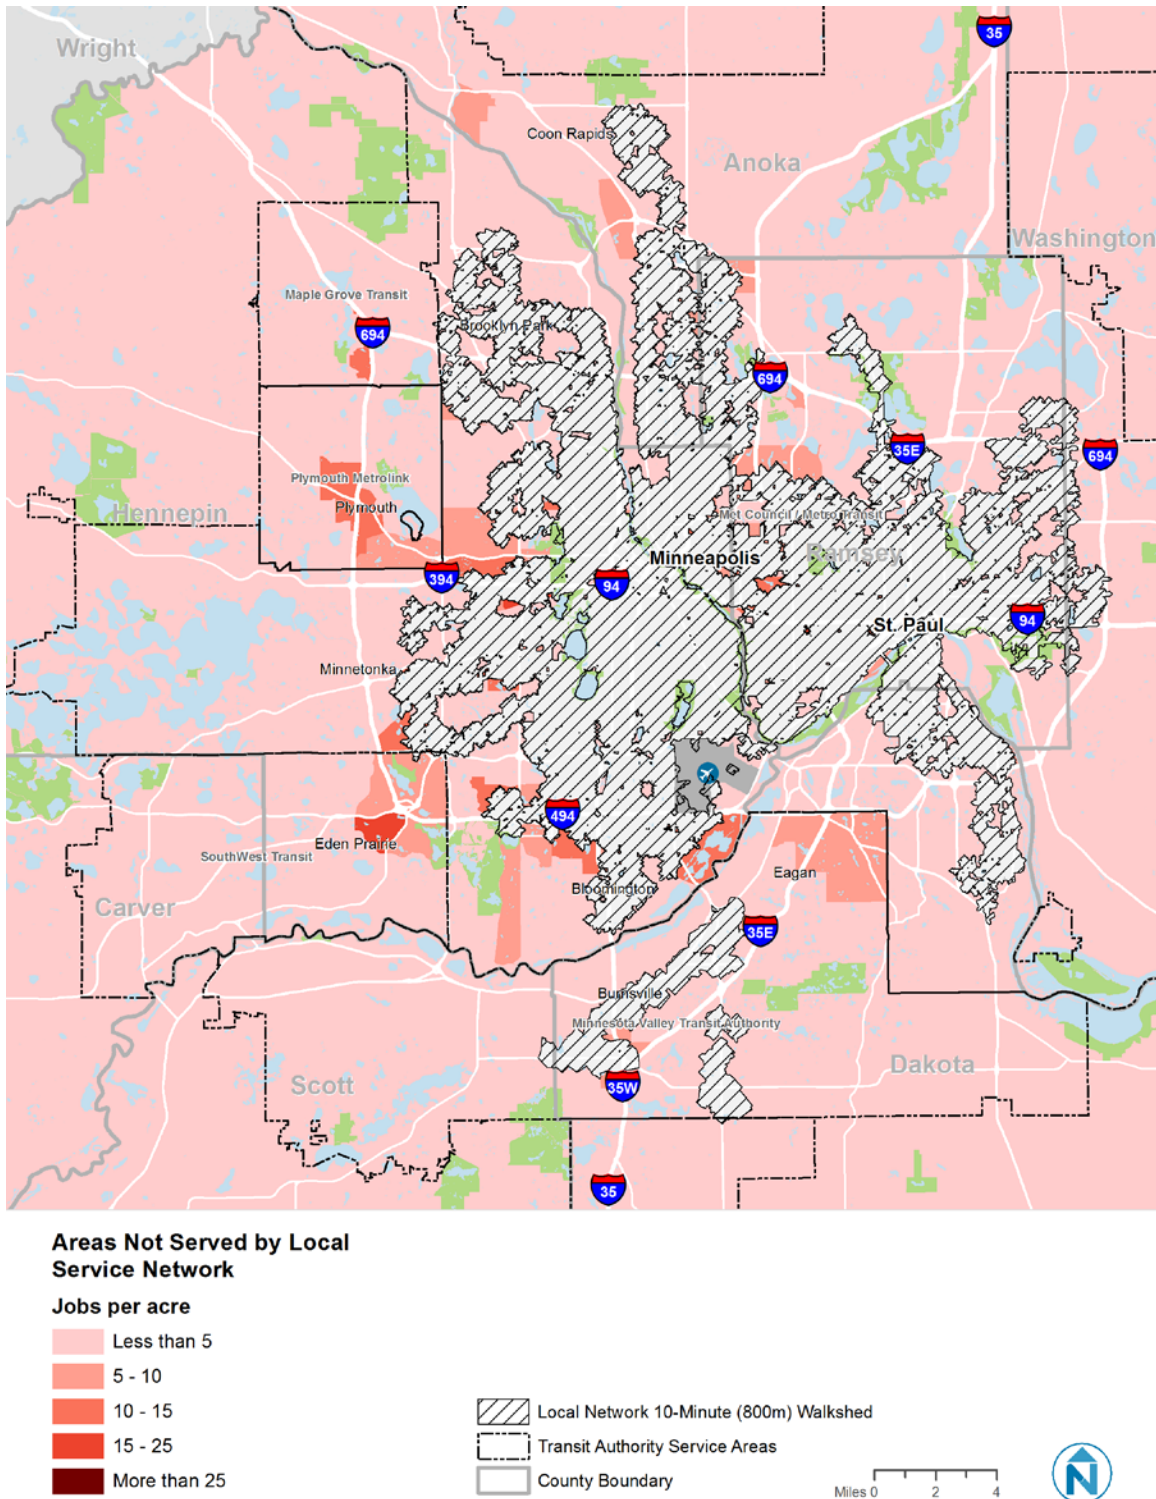 Wright
35
Coon Rapids
Anoka
Washington
Maple Grove Transit
694
Brooklyn Park
694
35E
694
Plymouth Metrolink
Plymouth
Hennepin
Met Council / Metro Transit
Ramsey
Minneapolis
394
94
94
St. Paul
Minnetonka
494
Eden Prairie
SouthWest Transit
Eagan
Bloomington
Carver
35E
Burnsville
Minnesota Valley Transit Authority
Dakota
Scott
35W
35
Areas Not Served by Local
Service Network
Jobs per acre
Less than 5
5 - 10
10 - 15
15 - 25
More than 25
Local Network 10-Minute (800m) Walkshed
Transit Authority Service Areas
County Boundary
Miles 0 2 4
N